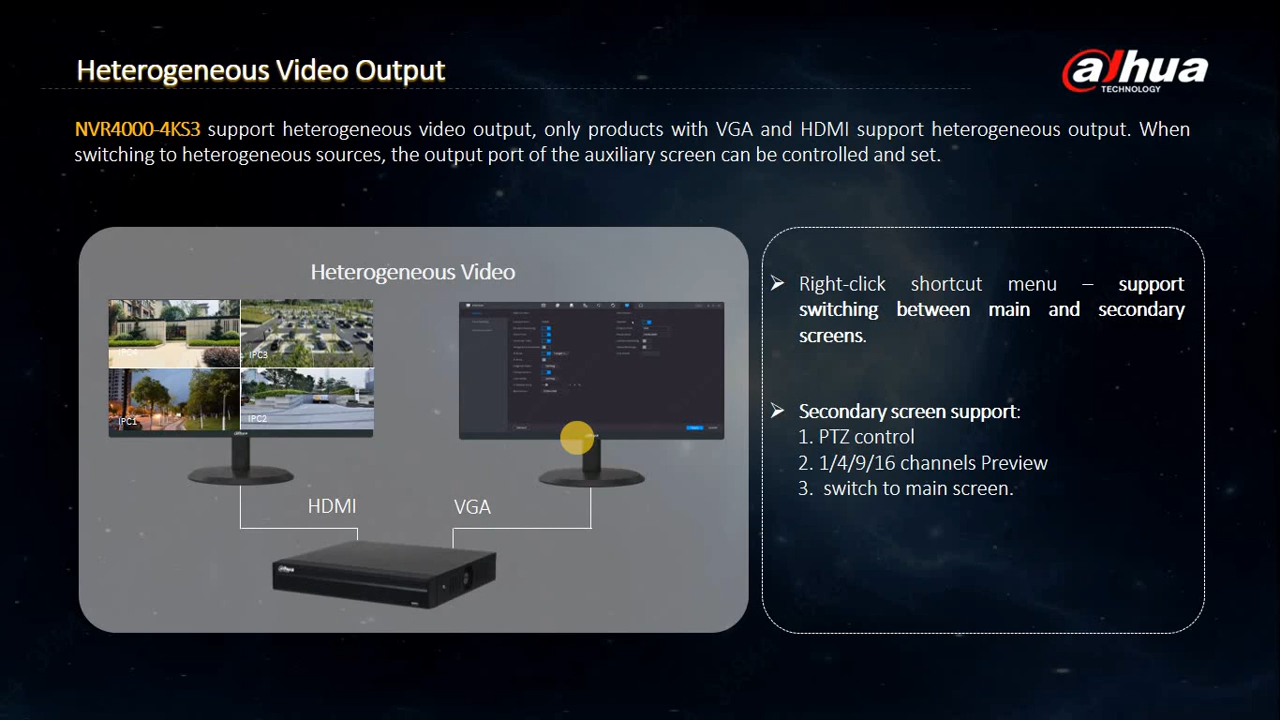 Heterogeneous Video Output
alhua
TECHNOLOGY
NVR4000-4KS3 support heterogeneous video output, only products with VGA and HDMI support heterogeneous output. When
switching to heterogeneous sources, the output port of the auxiliary screen can be controlled and set.
Heterogeneous Video
IPC4
IPC3
IPC1
IPC2
HDMI
VGA
➢ Right-click shortcut menu – support
switching between main and secondary
screens.
➢ Secondary screen support:
1. PTZ control
2. 1/4/9/16 channels Preview
3. switch to main screen.